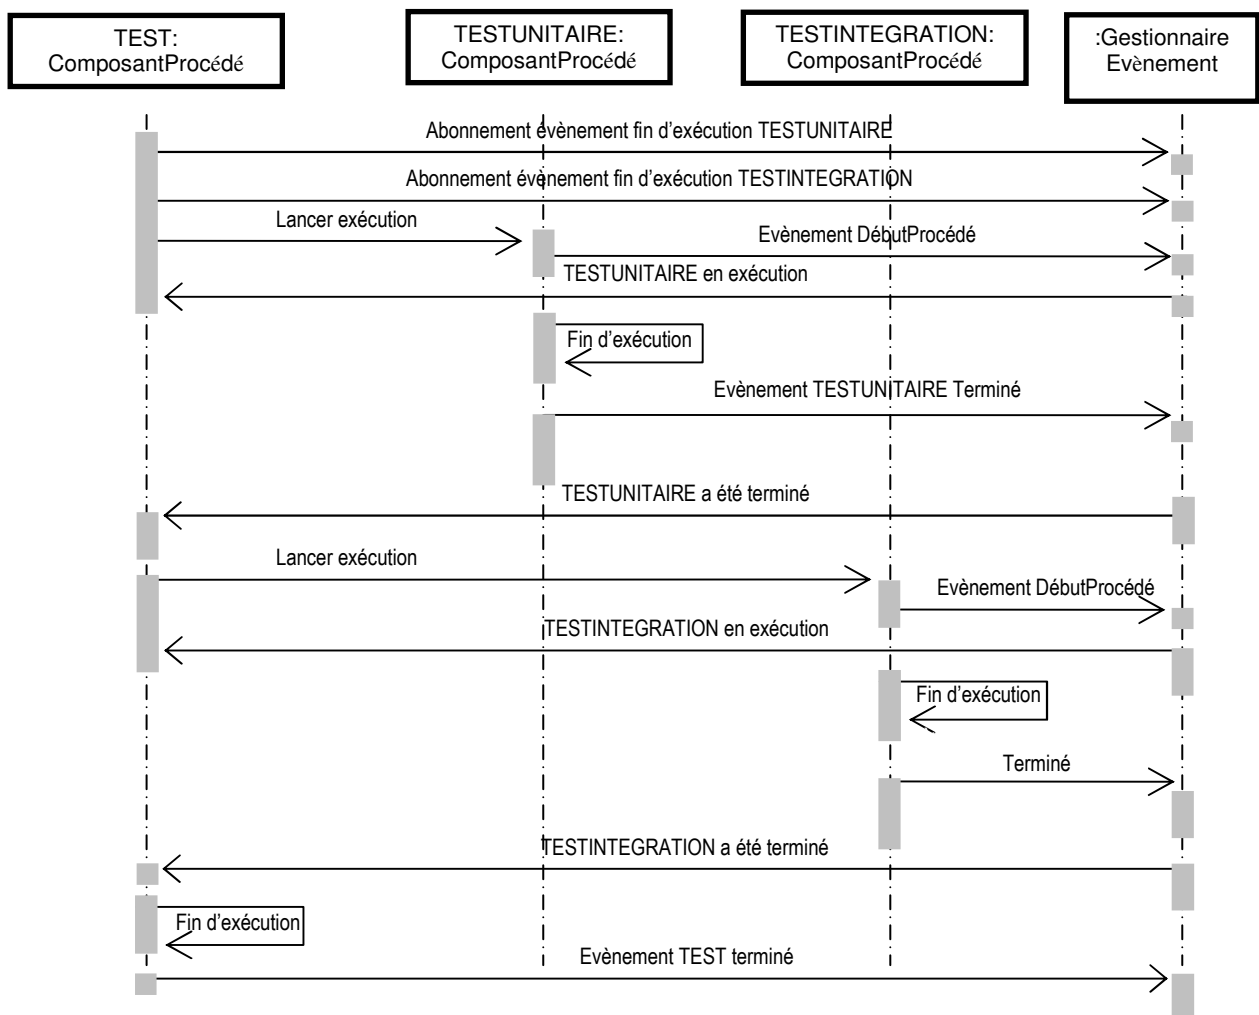 TEST:
ComposantProcédé
TESTUNITAIRE:
ComposantProcédé
TESTINTEGRATION:
ComposantProcédé
:Gestionnaire
Evènement
Abonnement évènement fin d'exécution TESTUNITAIRE
Abonnement évènement fin d'exécution TESTINTEGRATION
Lancer exécution
Evènement DébutProcédé
TESTUNITAIRE en exécution
Fin d'exécution
Evènement TESTUNITAIRE Terminé
TESTUNITAIRE a été terminé
Lancer exécution
Evènement DébutProcédé
TESTINTEGRATION en exécution
Fin d'exécution
Terminé
TESTINTEGRATION a été terminé
Fin d'exécution
Evènement TEST terminé